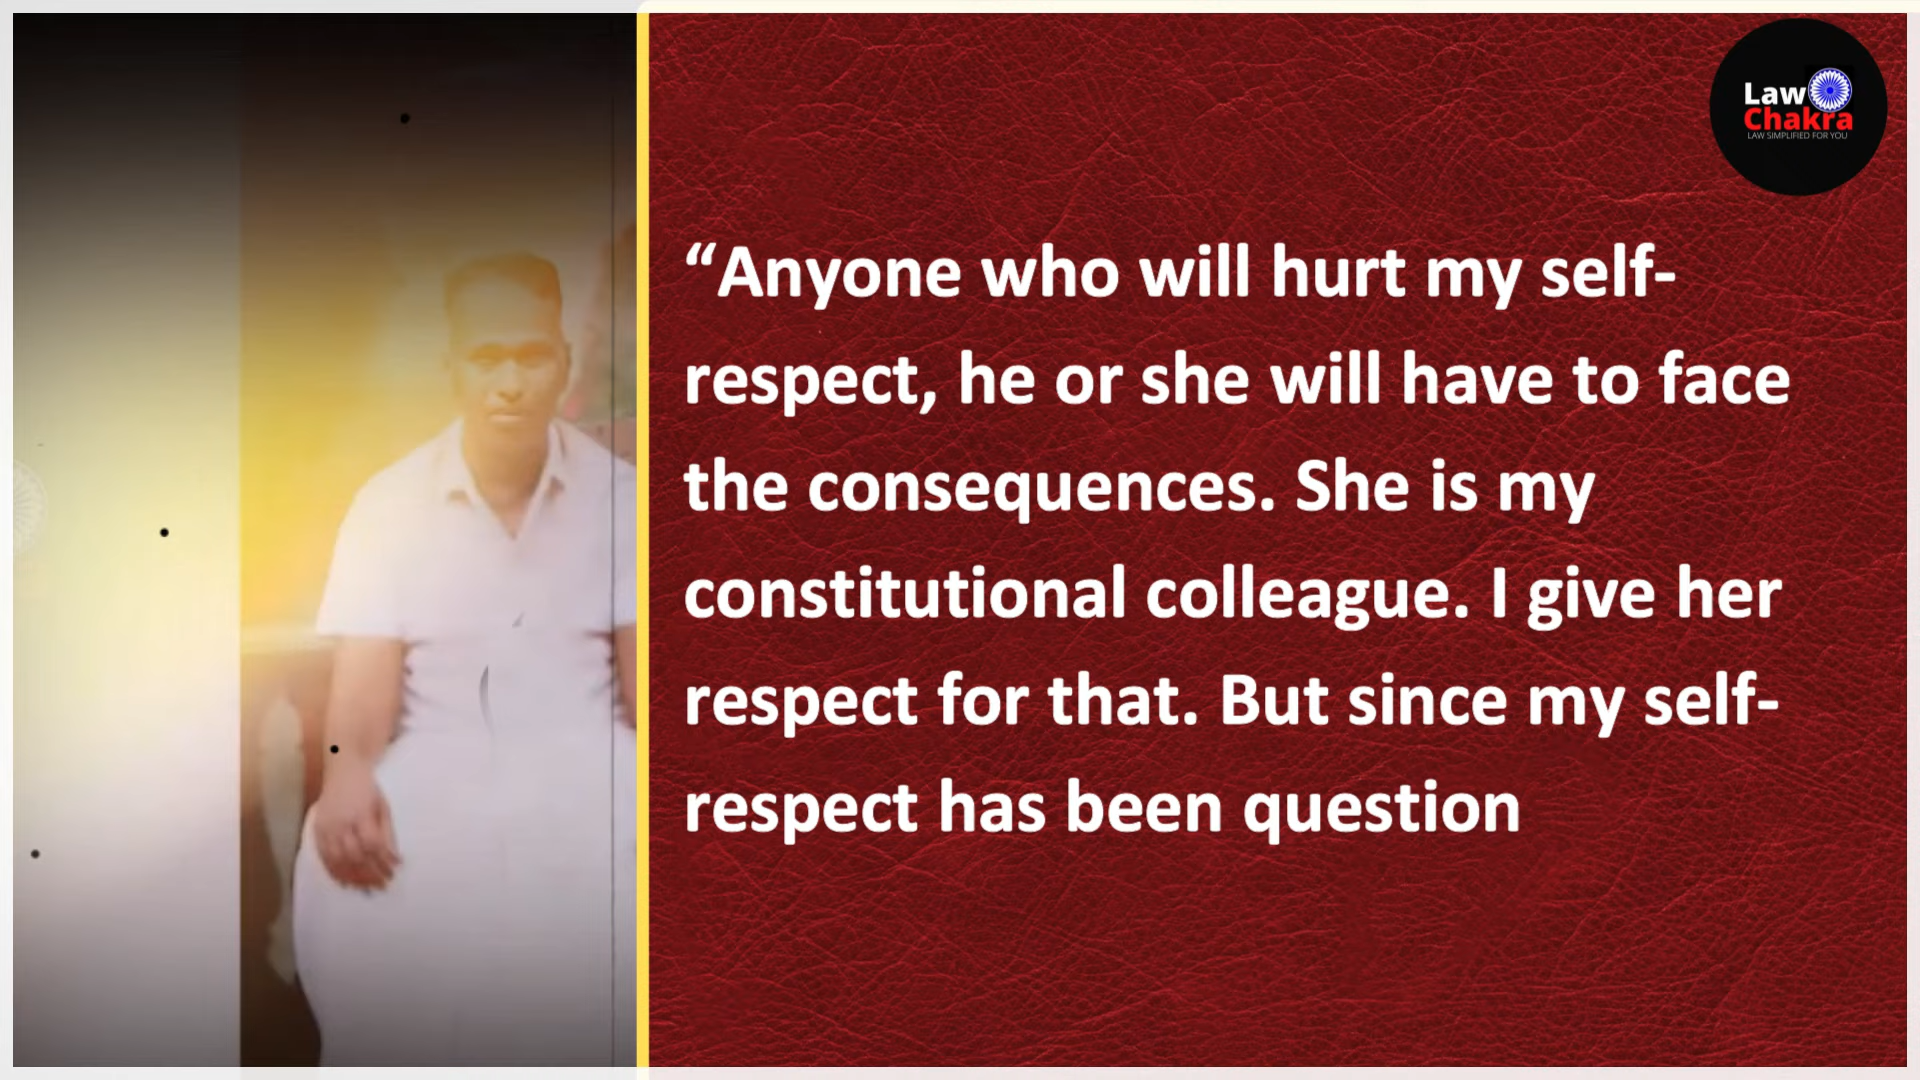 Law
Chakra
LAW SIMPLIFIED FOR YOU
“Anyone who will hurt my self-
respect, he or she will have to face
the consequences. She is my
constitutional colleague. I give her
respect for that. But since my self-
respect has been question